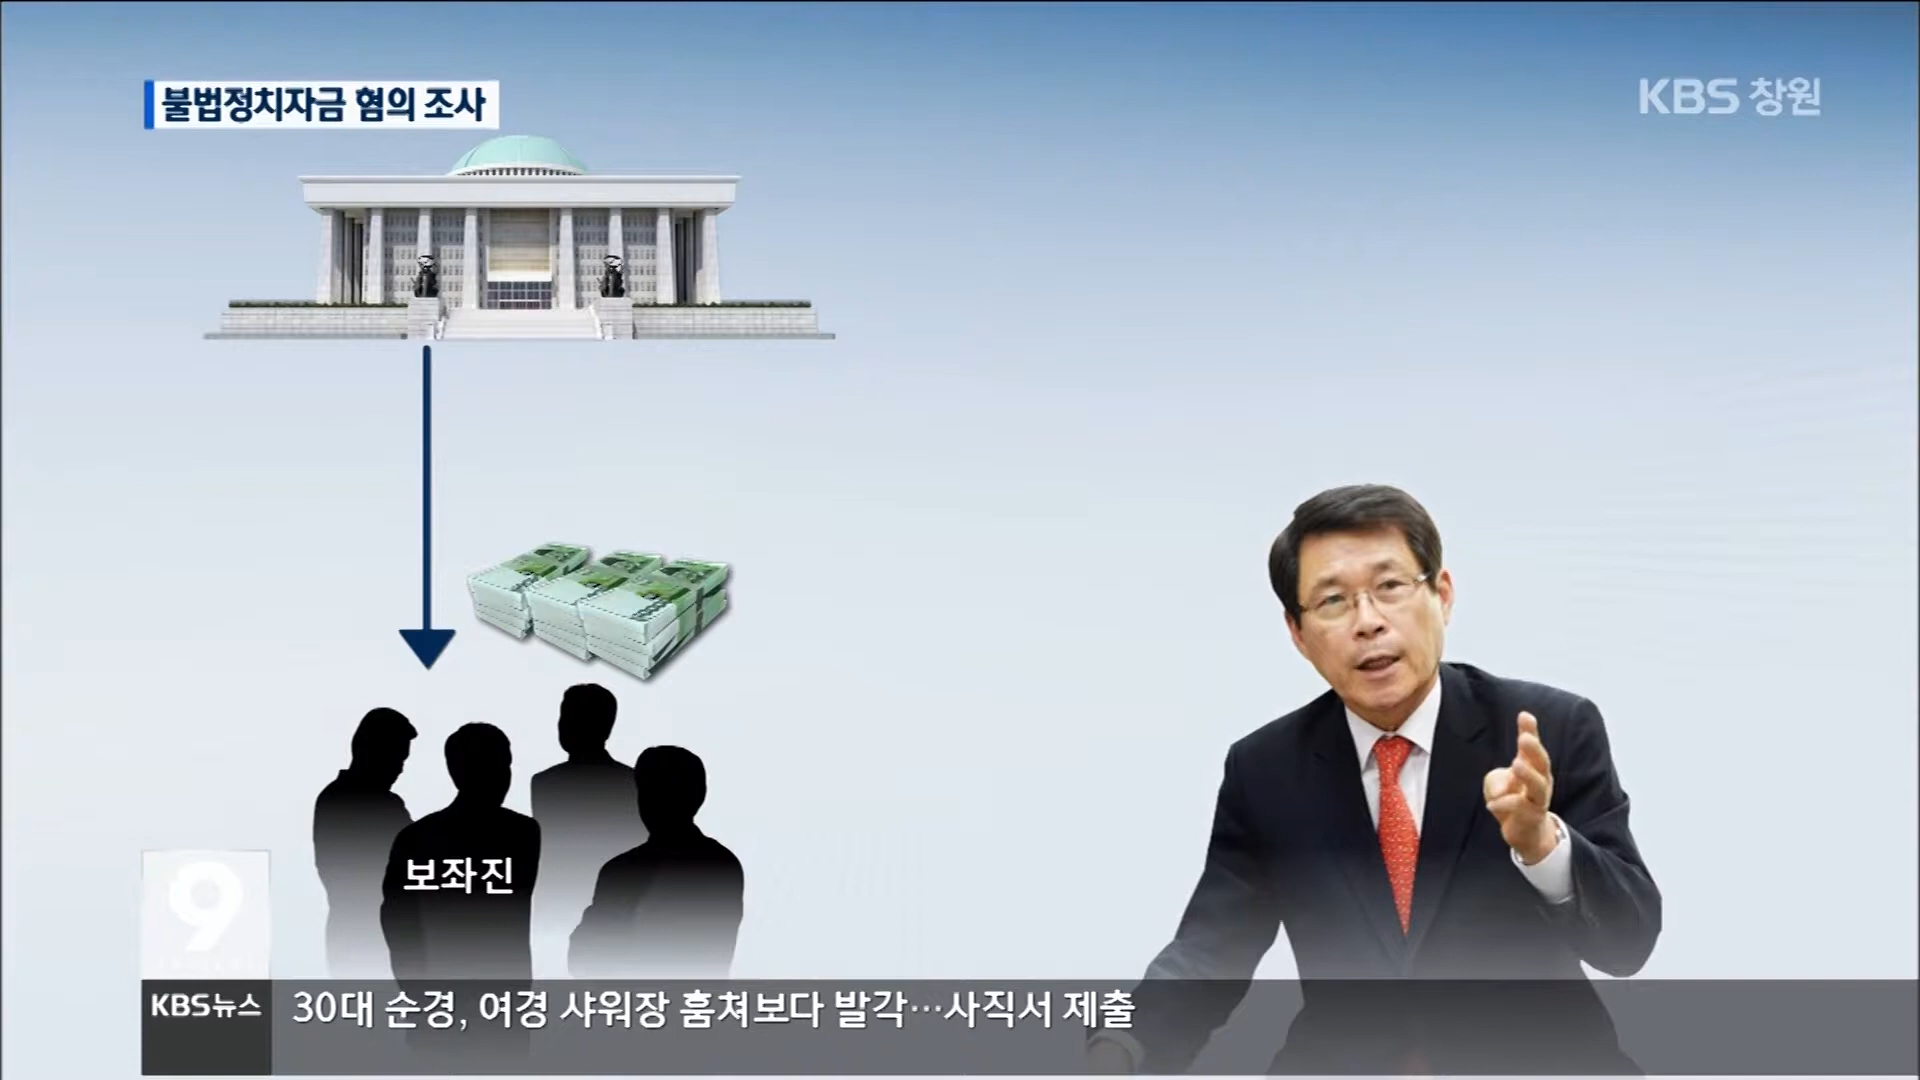 불법정치자금 혐의 조사
KBS 창원
보좌진
9
KBS뉴스
30대 순경, 여경 샤워장 훔쳐보다 발각…사직서 제출